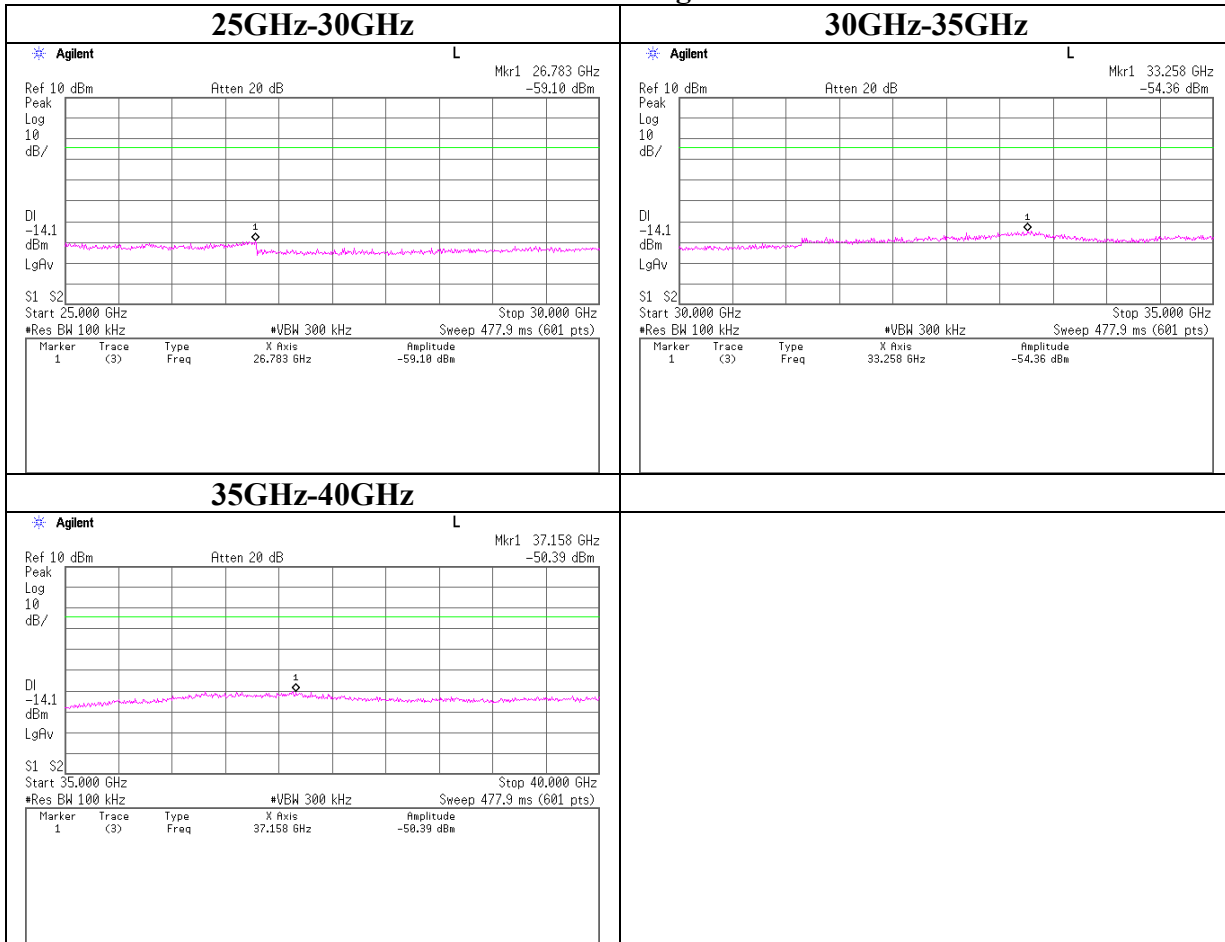 25GHz-30GHz
Agilent
L
Mkr1 26.783 GHz
Ref 10 dBm
Atten 20 dB
-59.10 dBm
Peak
Log
10
dB/
DI
-14.1
dBm
LgAv
S1 S2
1
Start 25.000 GHz
Stop 30.000 GHz
#Res BW 100 kHz
#VBW 300 kHz
Sweep 477.9 ms (601 pts)
Marker Trace Type X Axis Amplitude
1 (3) Freq 26.783 GHz -59.10 dBm
30GHz-35GHz
Agilent
L
Mkr1 33.258 GHz
Ref 10 dBm
Atten 20 dB
-54.36 dBm
Peak
Log
10
dB/
DI
-14.1
dBm
LgAv
S1 S2
1
Start 30.000 GHz
Stop 35.000 GHz
#Res BW 100 kHz
#VBW 300 kHz
Sweep 477.9 ms (601 pts)
Marker Trace Type X Axis Amplitude
1 (3) Freq 33.258 GHz -54.36 dBm
35GHz-40GHz
Agilent
L
Mkr1 37.158 GHz
Ref 10 dBm
Atten 20 dB
-50.39 dBm
Peak
Log
10
dB/
DI
-14.1
dBm
LgAv
S1 S2
1
Start 35.000 GHz
Stop 40.000 GHz
#Res BW 100 kHz
#VBW 300 kHz
Sweep 477.9 ms (601 pts)
Marker Trace Type X Axis Amplitude
1 (3) Freq 37.158 GHz -50.39 dBm